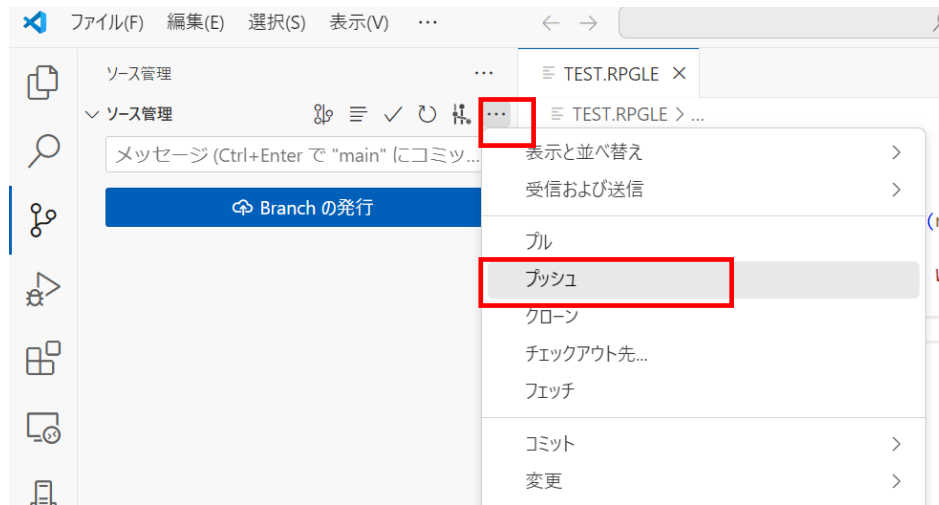 ファイル(F) 編集(E) 選択(S) 表示(V) …
ソース管理 …
TEST.RPGLE
ソース管理 …
TEST.RPGLE > ...
メッセージ (Ctrl+Enter で "main" にコミッ...
Branch の発行
表示と並べ替え
受信および送信
プル
プッシュ
クローン
チェックアウト先...
フェッチ
コミット
変更